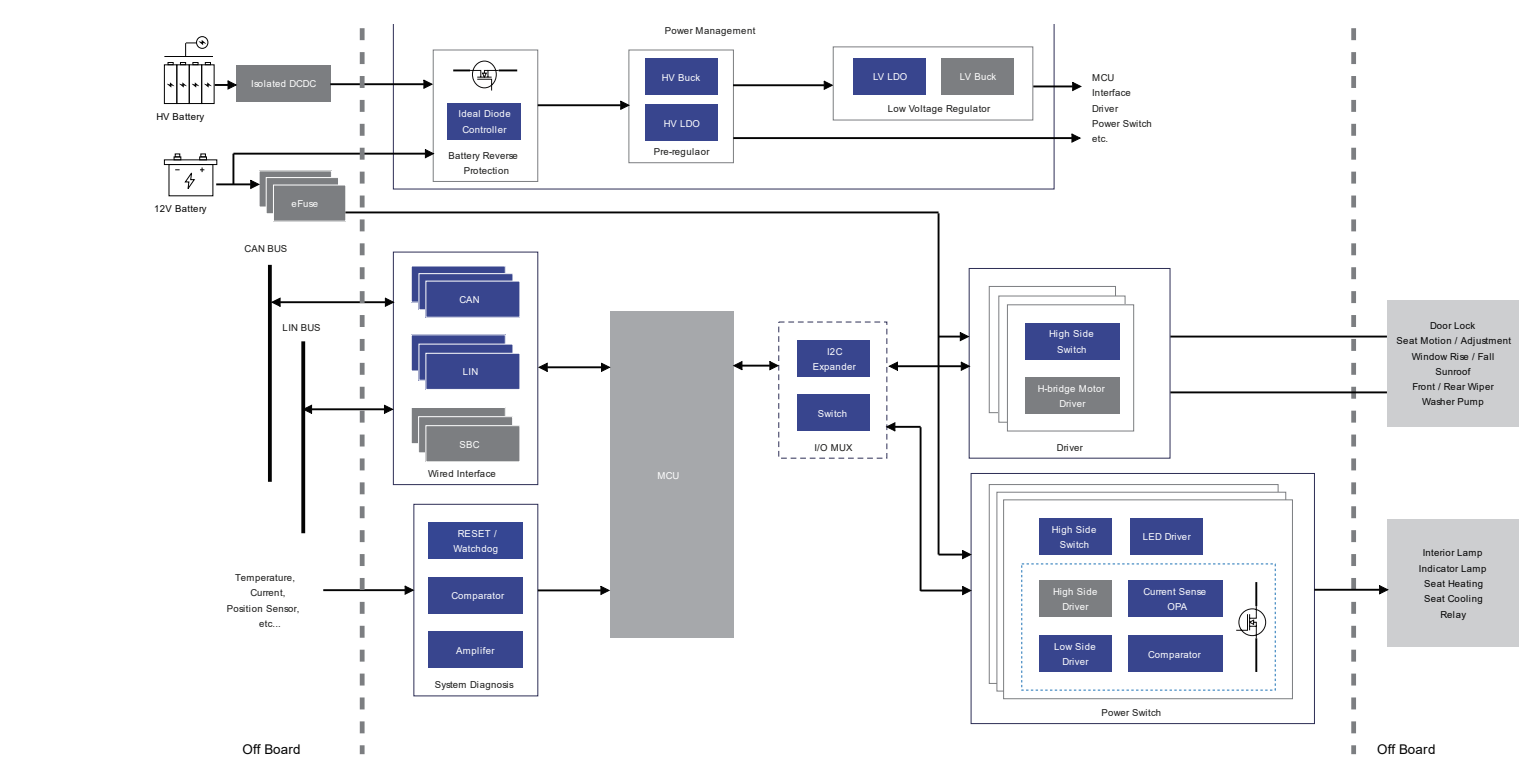 Power Management
HV Battery
Isolated DCDC
Ideal Diode
Controller
Battery Reverse
Protection
HV Buck
HV LDO
Pre-regulaor
LV LDO
LV Buck
Low Voltage Regulator
MCU
Interface
Driver
Power Switch
etc.
12V Battery
eFuse
CAN BUS
LIN BUS
CAN
LIN
SBC
Wired Interface
MCU
I2C
Expander
Switch
I/O MUX
High Side
Switch
H-bridge Motor
Driver
Driver
Door Lock
Seat Motion / Adjustment
Window Rise / Fall
Sunroof
Front / Rear Wiper
Washer Pump
Temperature,
Current,
Position Sensor,
etc...
RESET /
Watchdog
Comparator
Amplifer
System Diagnosis
High Side
Switch
LED Driver
High Side
Driver
Current Sense
OPA
Low Side
Driver
Comparator
Power Switch
Interior Lamp
Indicator Lamp
Seat Heating
Seat Cooling
Relay
Off Board
Off Board